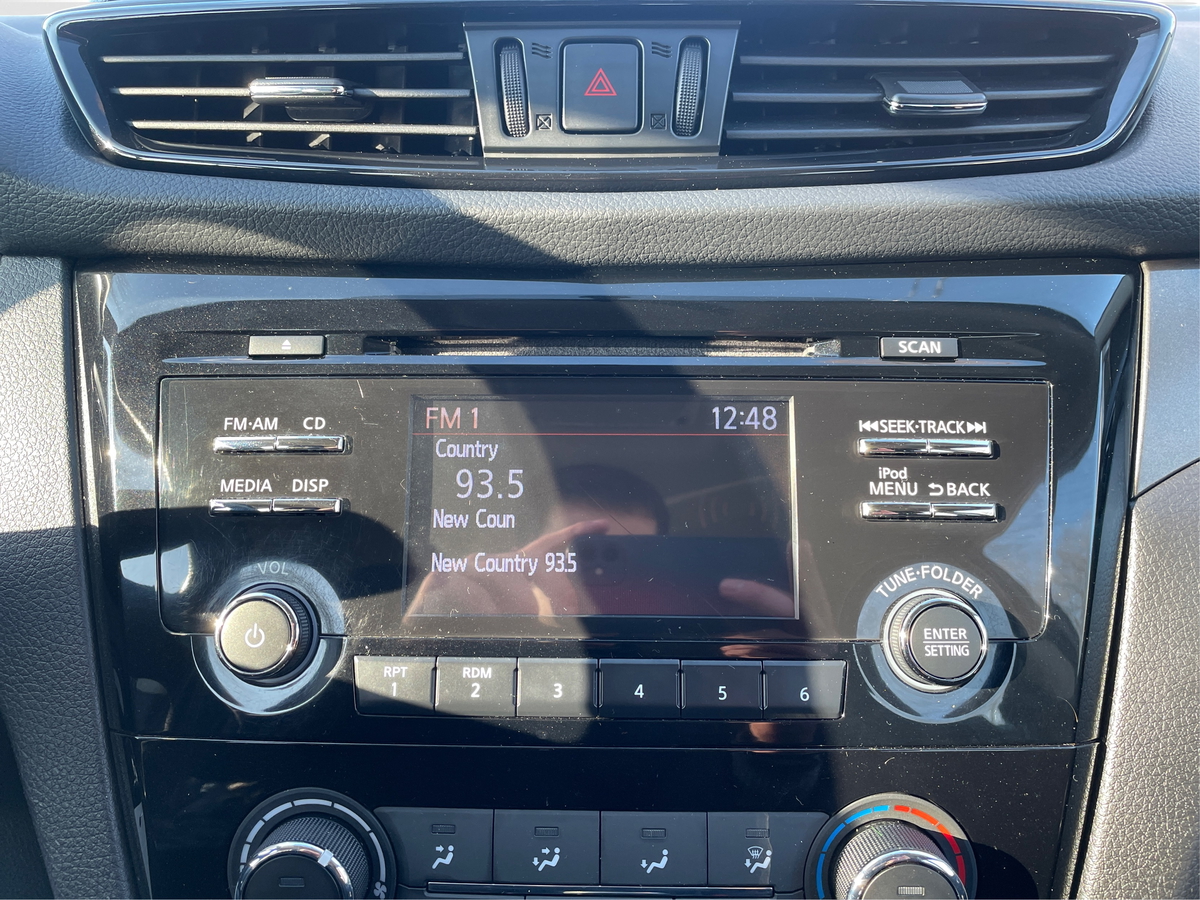 SCAN
FM·AM CD
FM 1 12:48
SEEK·TRACK
Country
iPod
MEDIA DISP
93.5
MENU BACK
New Coun
New Country 93.5
VOL
TUNE·FOLDER
ENTER
SETTING
RPT RDM
1 2 3 4 5 6